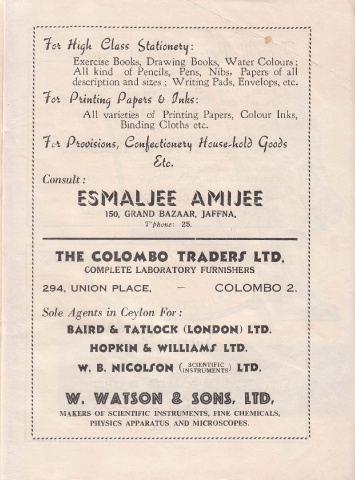 For High Class Stationery:
Exercise Books, Drawing Books, Water Colours;
All kind of Pencils, Pens, Nibs, Papers of all
description and sizes; Writing Pads, Envelops, etc.
For Printing Papers & Inks:
All varieties of Printing Papers, Colour Inks,
Binding Cloths etc.
For Provisions, Confectionery House-hold Goods
Etc.
Consult:
ESMALJEE AMIJEE
150, GRAND BAZAAR, JAFFNA,
T'phone: 25.
THE COLOMBO TRADERS LTD,
COMPLETE LABORATORY FURNISHERS
294, UNION PLACE, — COLOMBO 2.
Sole Agents in Ceylon For:
BAIRD & TATLOCK (LONDON) LTD.
HOPKIN & WILLIAMS LTD.
W. B. NICOLSON (SCIENTIFIC INSTRUMENTS) LTD.
W. WATSON & SONS, LTD,
MAKERS OF SCIENTIFIC INSTRUMENTS, FINE CHEMICALS,
PHYSICS APPARATUS AND MICROSCOPES.